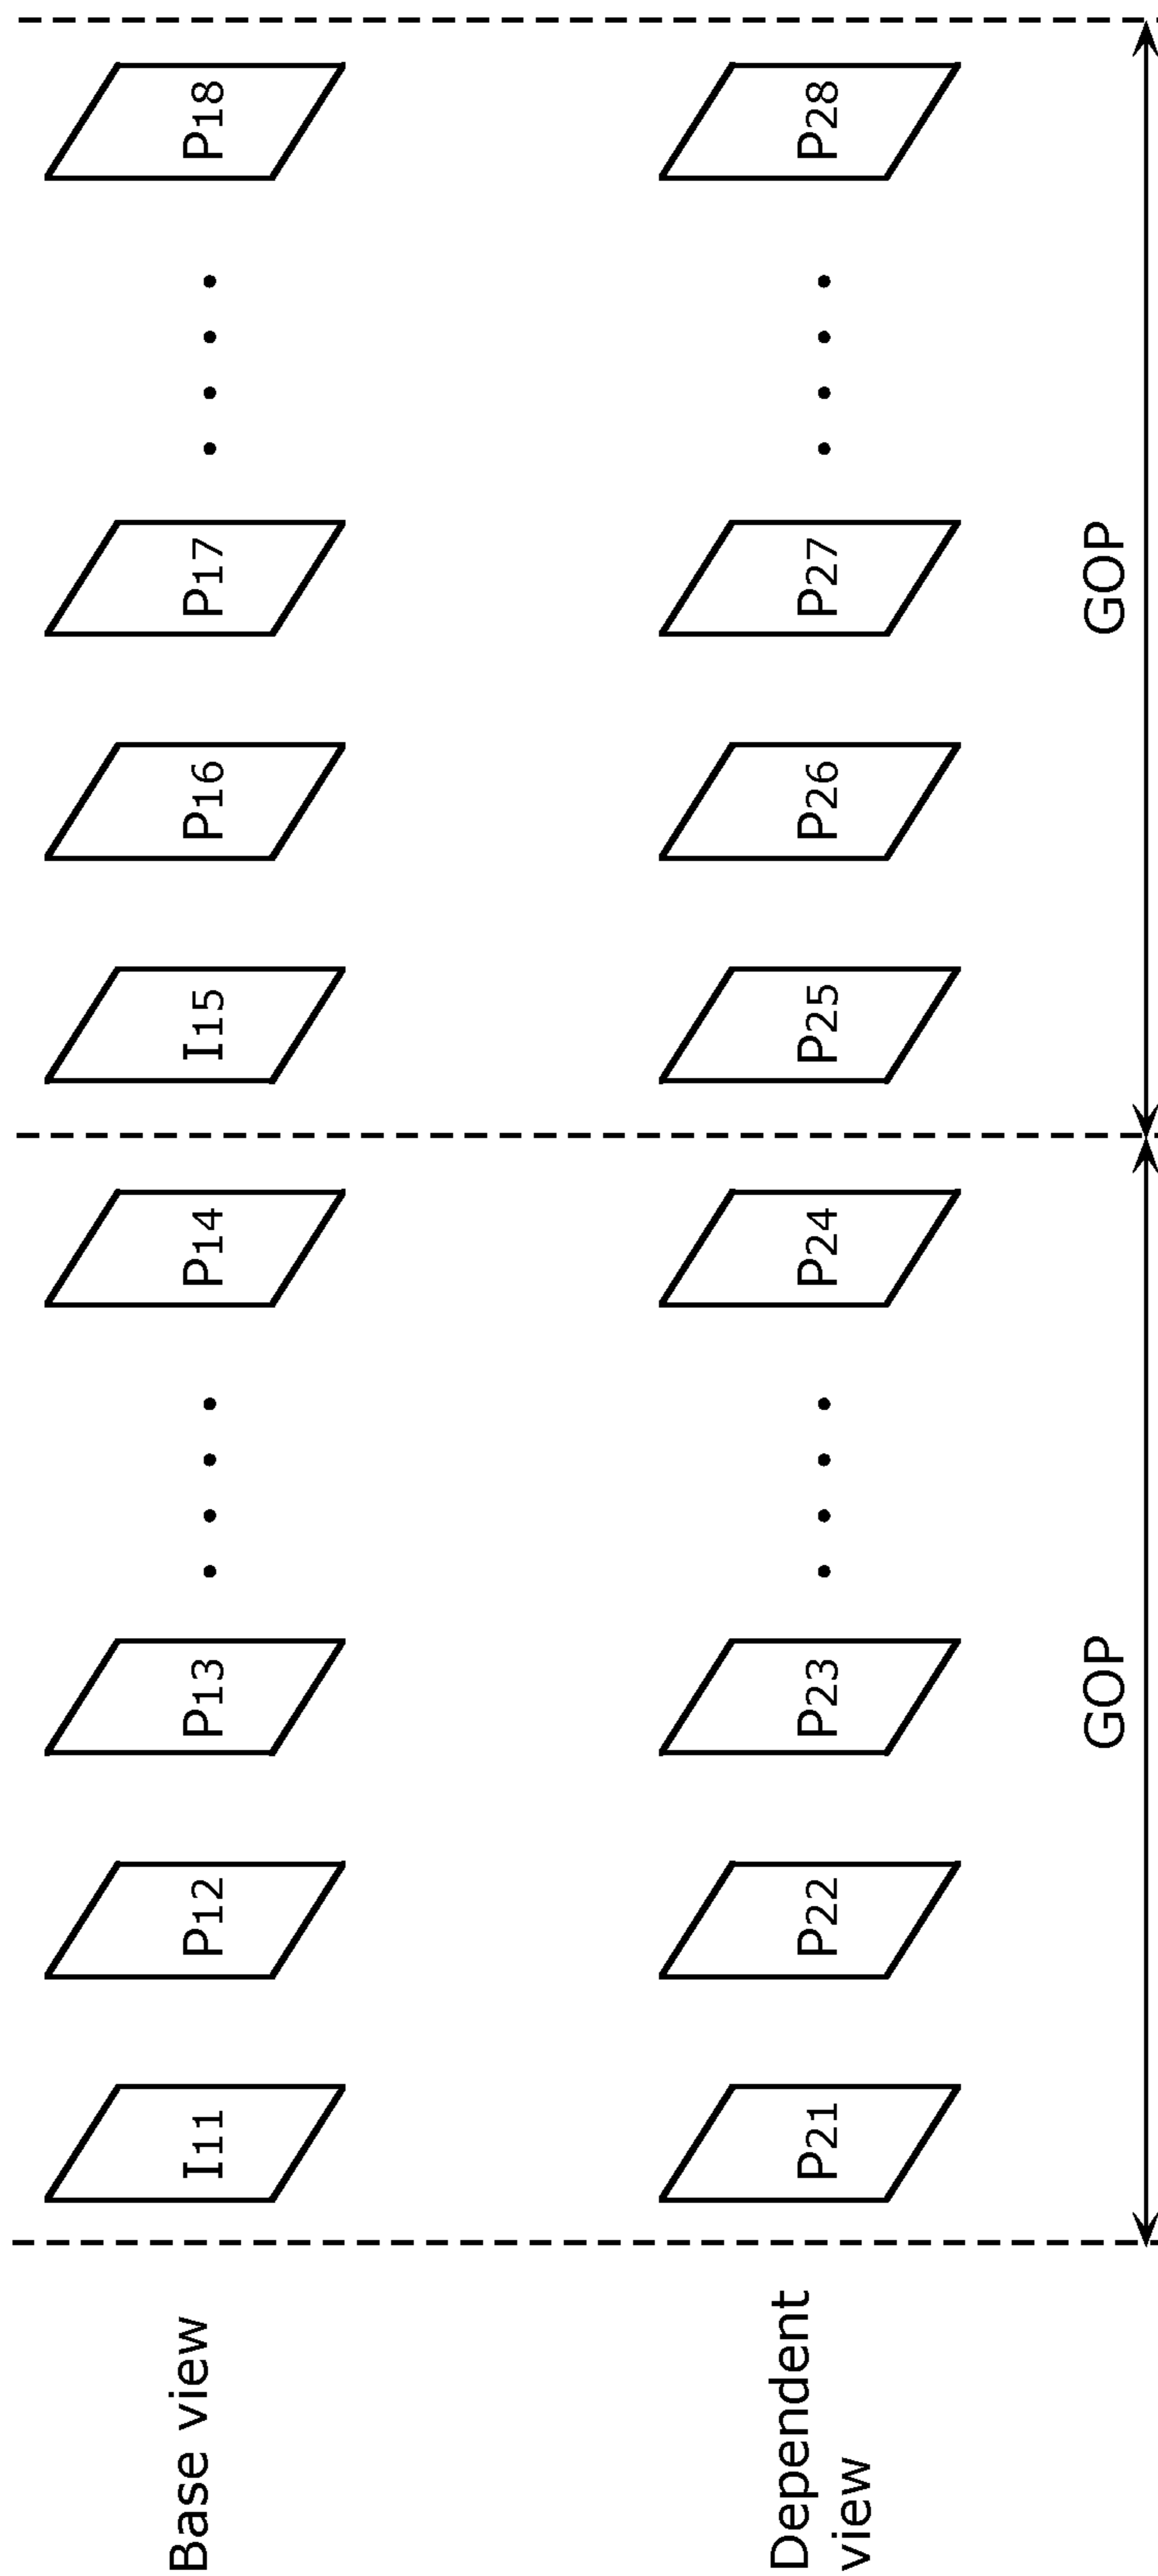 Base view
I11
P12
P13
P14
I15
P16
P17
P18
Dependent
view
P21
P22
P23
P24
P25
P26
P27
P28
GOP
GOP